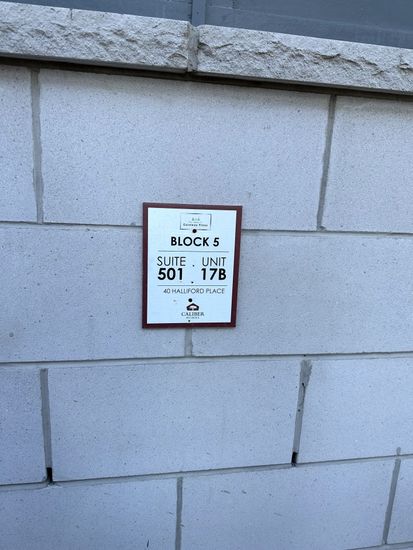 BLOCK 5
SUITE UNIT
501 17B
40 HALLIFORD PLACE
CALIBER